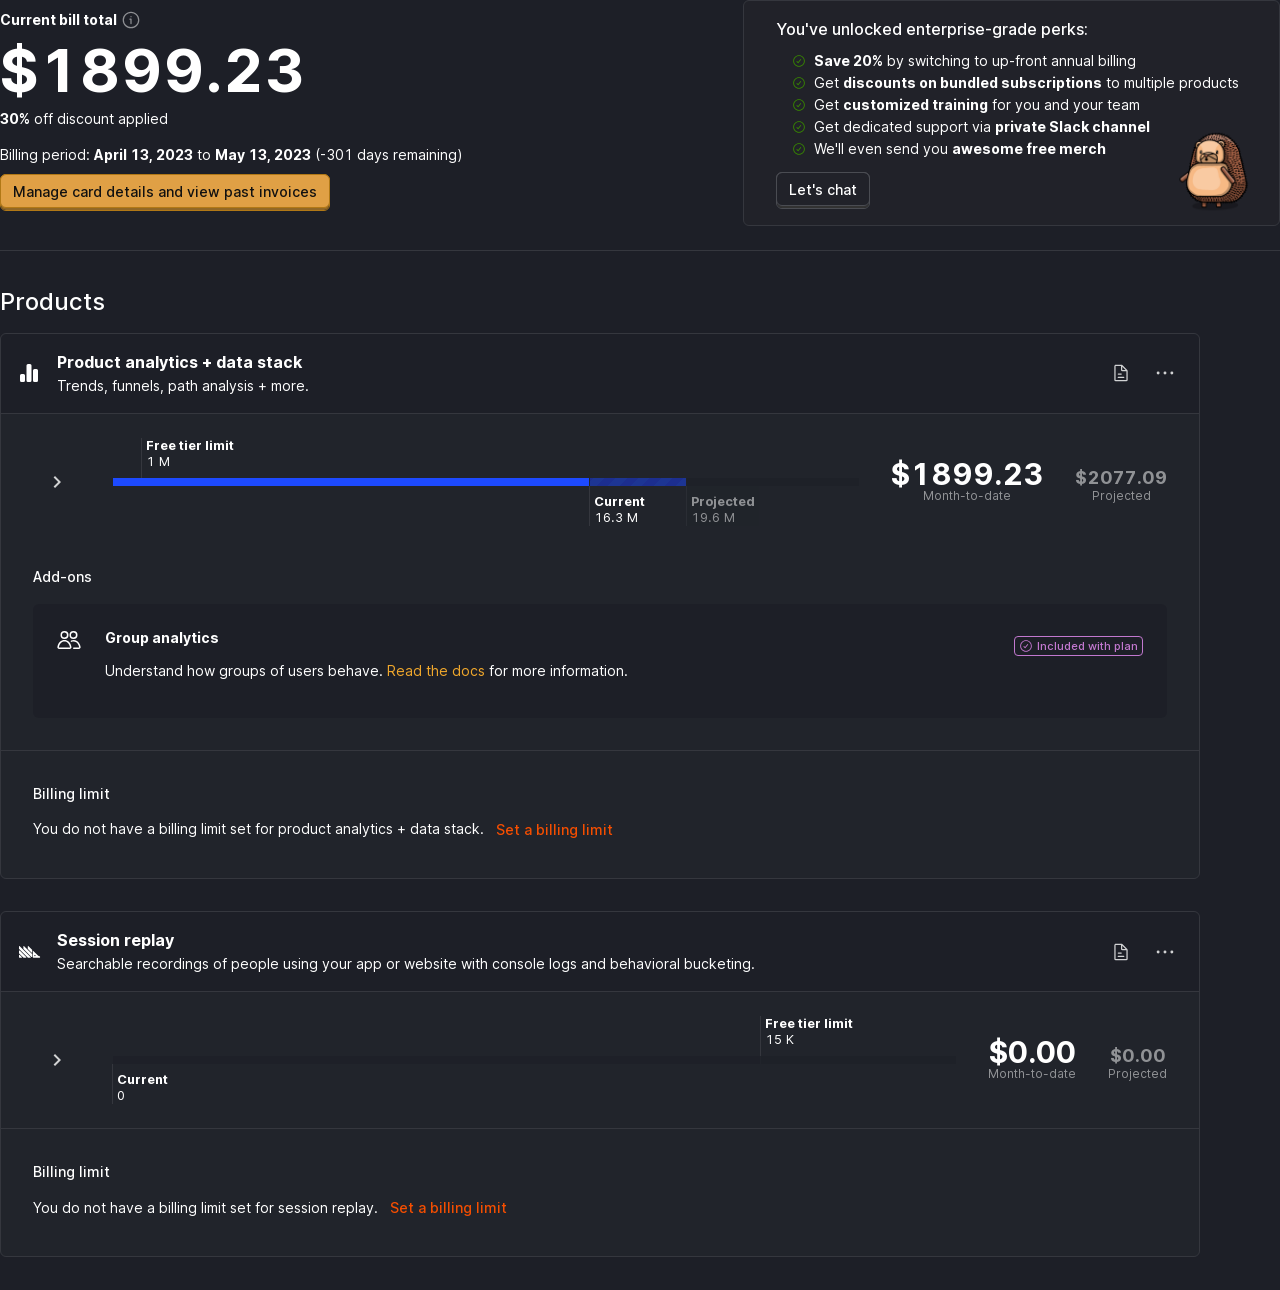 Current bill total
$1899.23
30% off discount applied
Billing period: April 13, 2023 to May 13, 2023 (-301 days remaining)
Manage card details and view past invoices
You've unlocked enterprise-grade perks:
Save 20% by switching to up-front annual billing
Get discounts on bundled subscriptions to multiple products
Get customized training for you and your team
Get dedicated support via private Slack channel
We'll even send you awesome free merch
Let's chat
Products
Product analytics + data stack
Trends, funnels, path analysis + more.
Free tier limit
1 M
Current
16.3 M
Projected
19.6 M
$1899.23
Month-to-date
$2077.09
Projected
Add-ons
Group analytics
Understand how groups of users behave. Read the docs for more information.
Included with plan
Billing limit
You do not have a billing limit set for product analytics + data stack. Set a billing limit
Session replay
Searchable recordings of people using your app or website with console logs and behavioral bucketing.
Free tier limit
15 K
Current
0
$0.00
Month-to-date
$0.00
Projected
Billing limit
You do not have a billing limit set for session replay. Set a billing limit